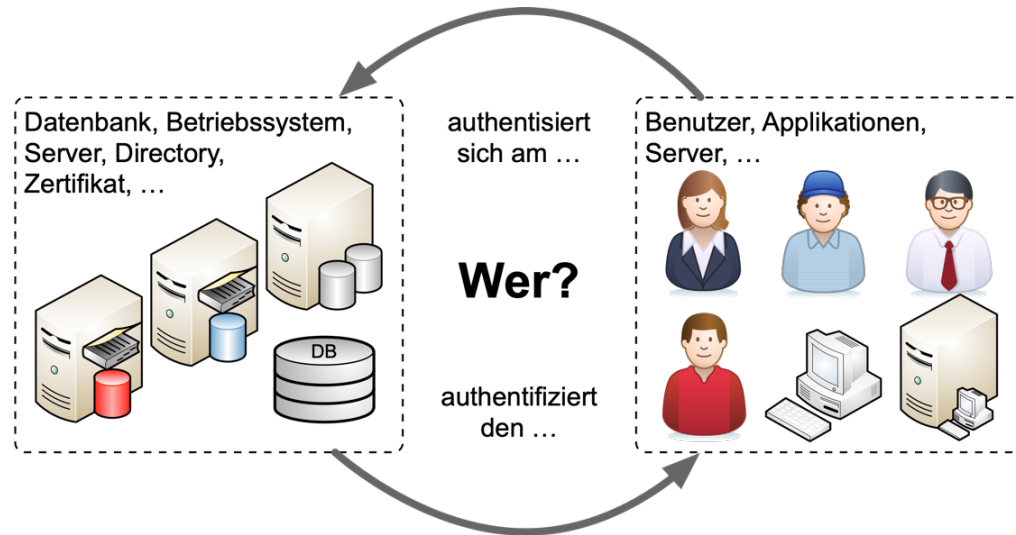 Datenbank, Betriebssystem,
Server, Directory,
Zertifikat, …
DB
authentisiert
sich am …
Wer?
authentifiziert
den …
Benutzer, Applikationen,
Server, …